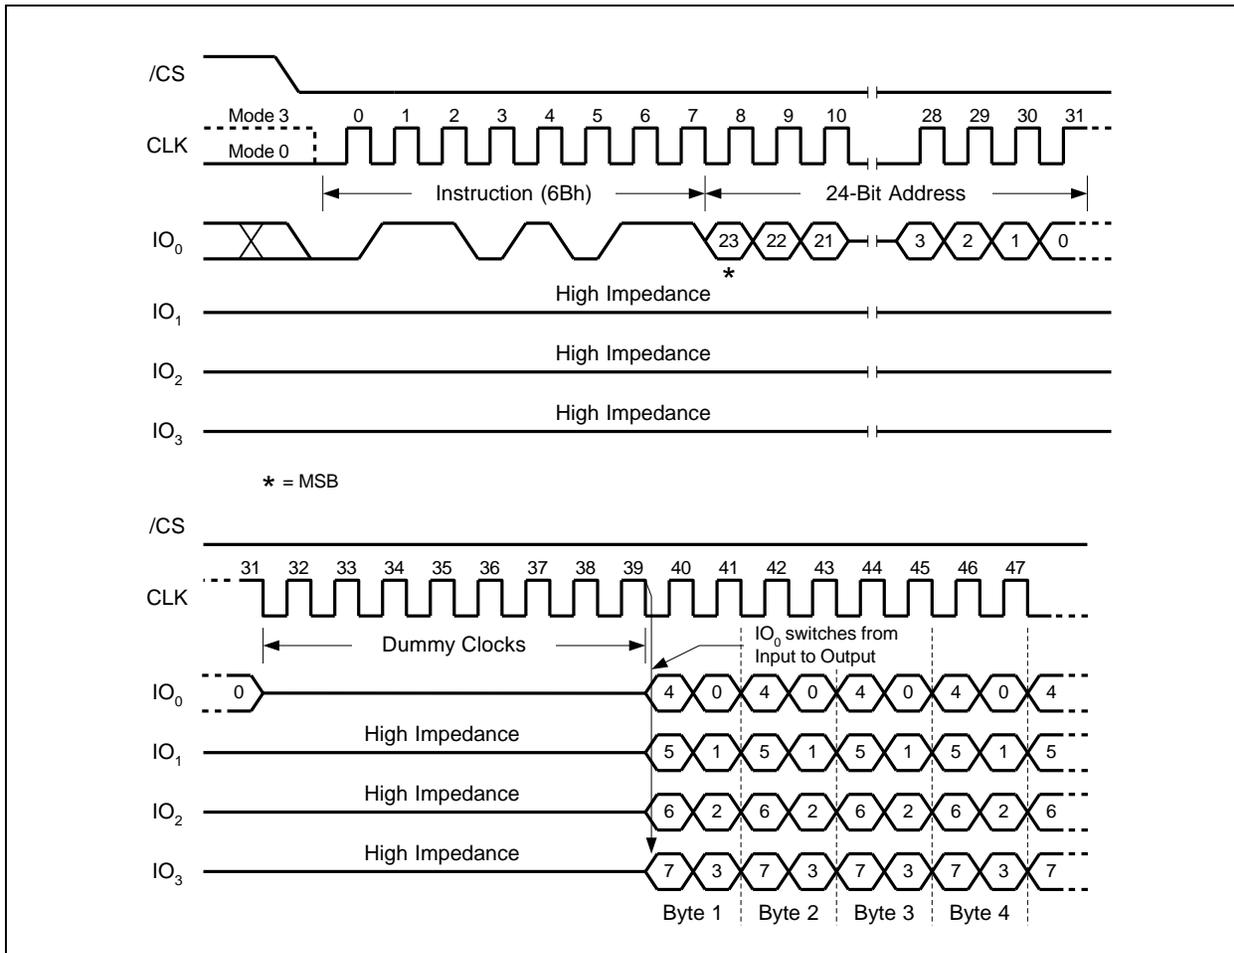 /CS
Mode 3 0 1 2 3 4 5 6 7 8 9 10 28 29 30 31
CLK
Mode 0
Instruction (6Bh) 24-Bit Address
IO0 23 22 21 3 2 1 0
*
High Impedance
IO1
High Impedance
IO2
High Impedance
IO3
* = MSB
/CS
31 32 33 34 35 36 37 38 39 40 41 42 43 44 45 46 47
CLK
Dummy Clocks
IO0 switches from
Input to Output
IO0 0 4 0 4 0 4 0 4 0 4
High Impedance
IO1 5 1 5 1 5 1 5 1 5
High Impedance
IO2 6 2 6 2 6 2 6 2 6
High Impedance
IO3 7 3 7 3 7 3 7 3 7
Byte 1 Byte 2 Byte 3 Byte 4